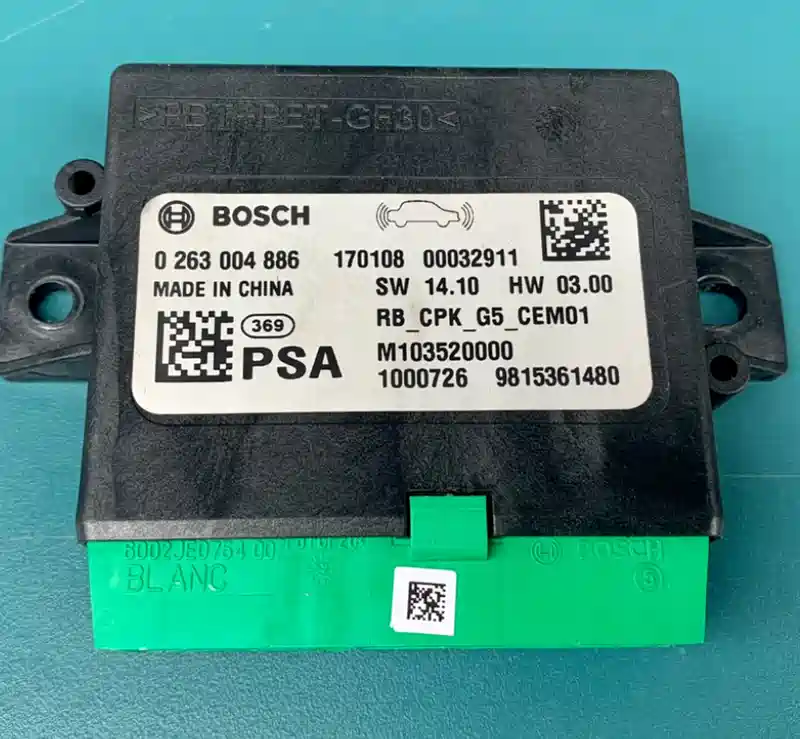 >PBT+PET-GF30<
BOSCH
0 263 004 886 170108 00032911
MADE IN CHINA SW 14.10 HW 03.00
369 RB_CPK_G5_CEM01
PSA M103520000
1000726 9815361480
BOSCH
BLANC